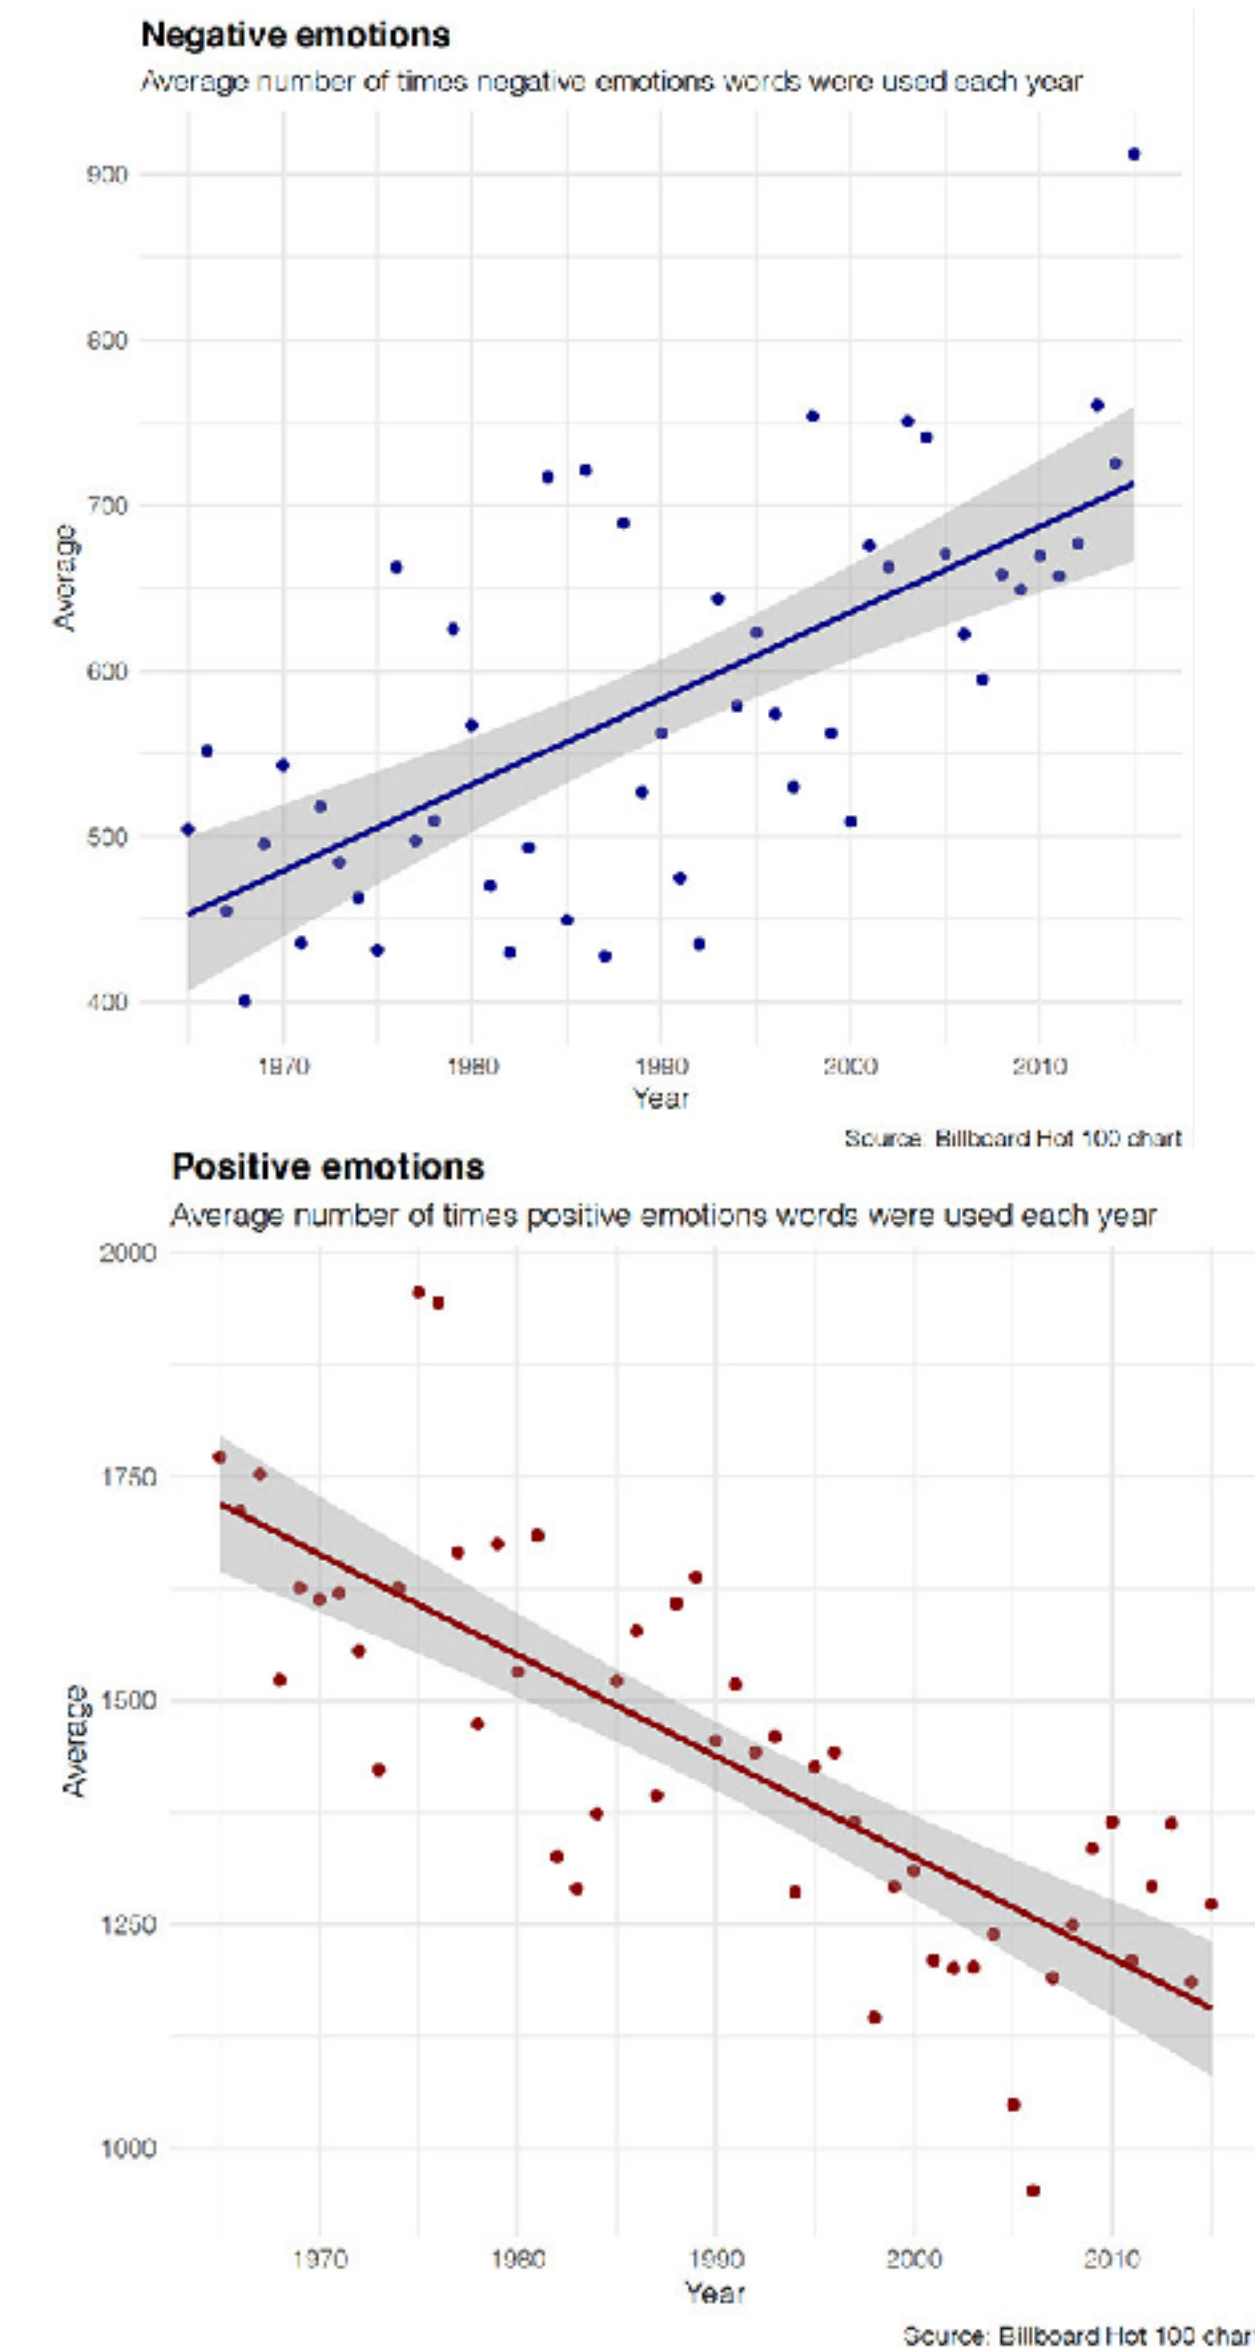 Negative emotions
Average number of times negative emotions words were used each year
900
800
700
600
500
400
Average
1970 1980 1990 2000 2010
Year
Source: Billboard Hot 100 chart
Positive emotions
Average number of times positive emotions words were used each year
2000
1750
1500
1250
1000
Average
1970 1980 1990 2000 2010
Year
Source: Billboard Hot 100 char